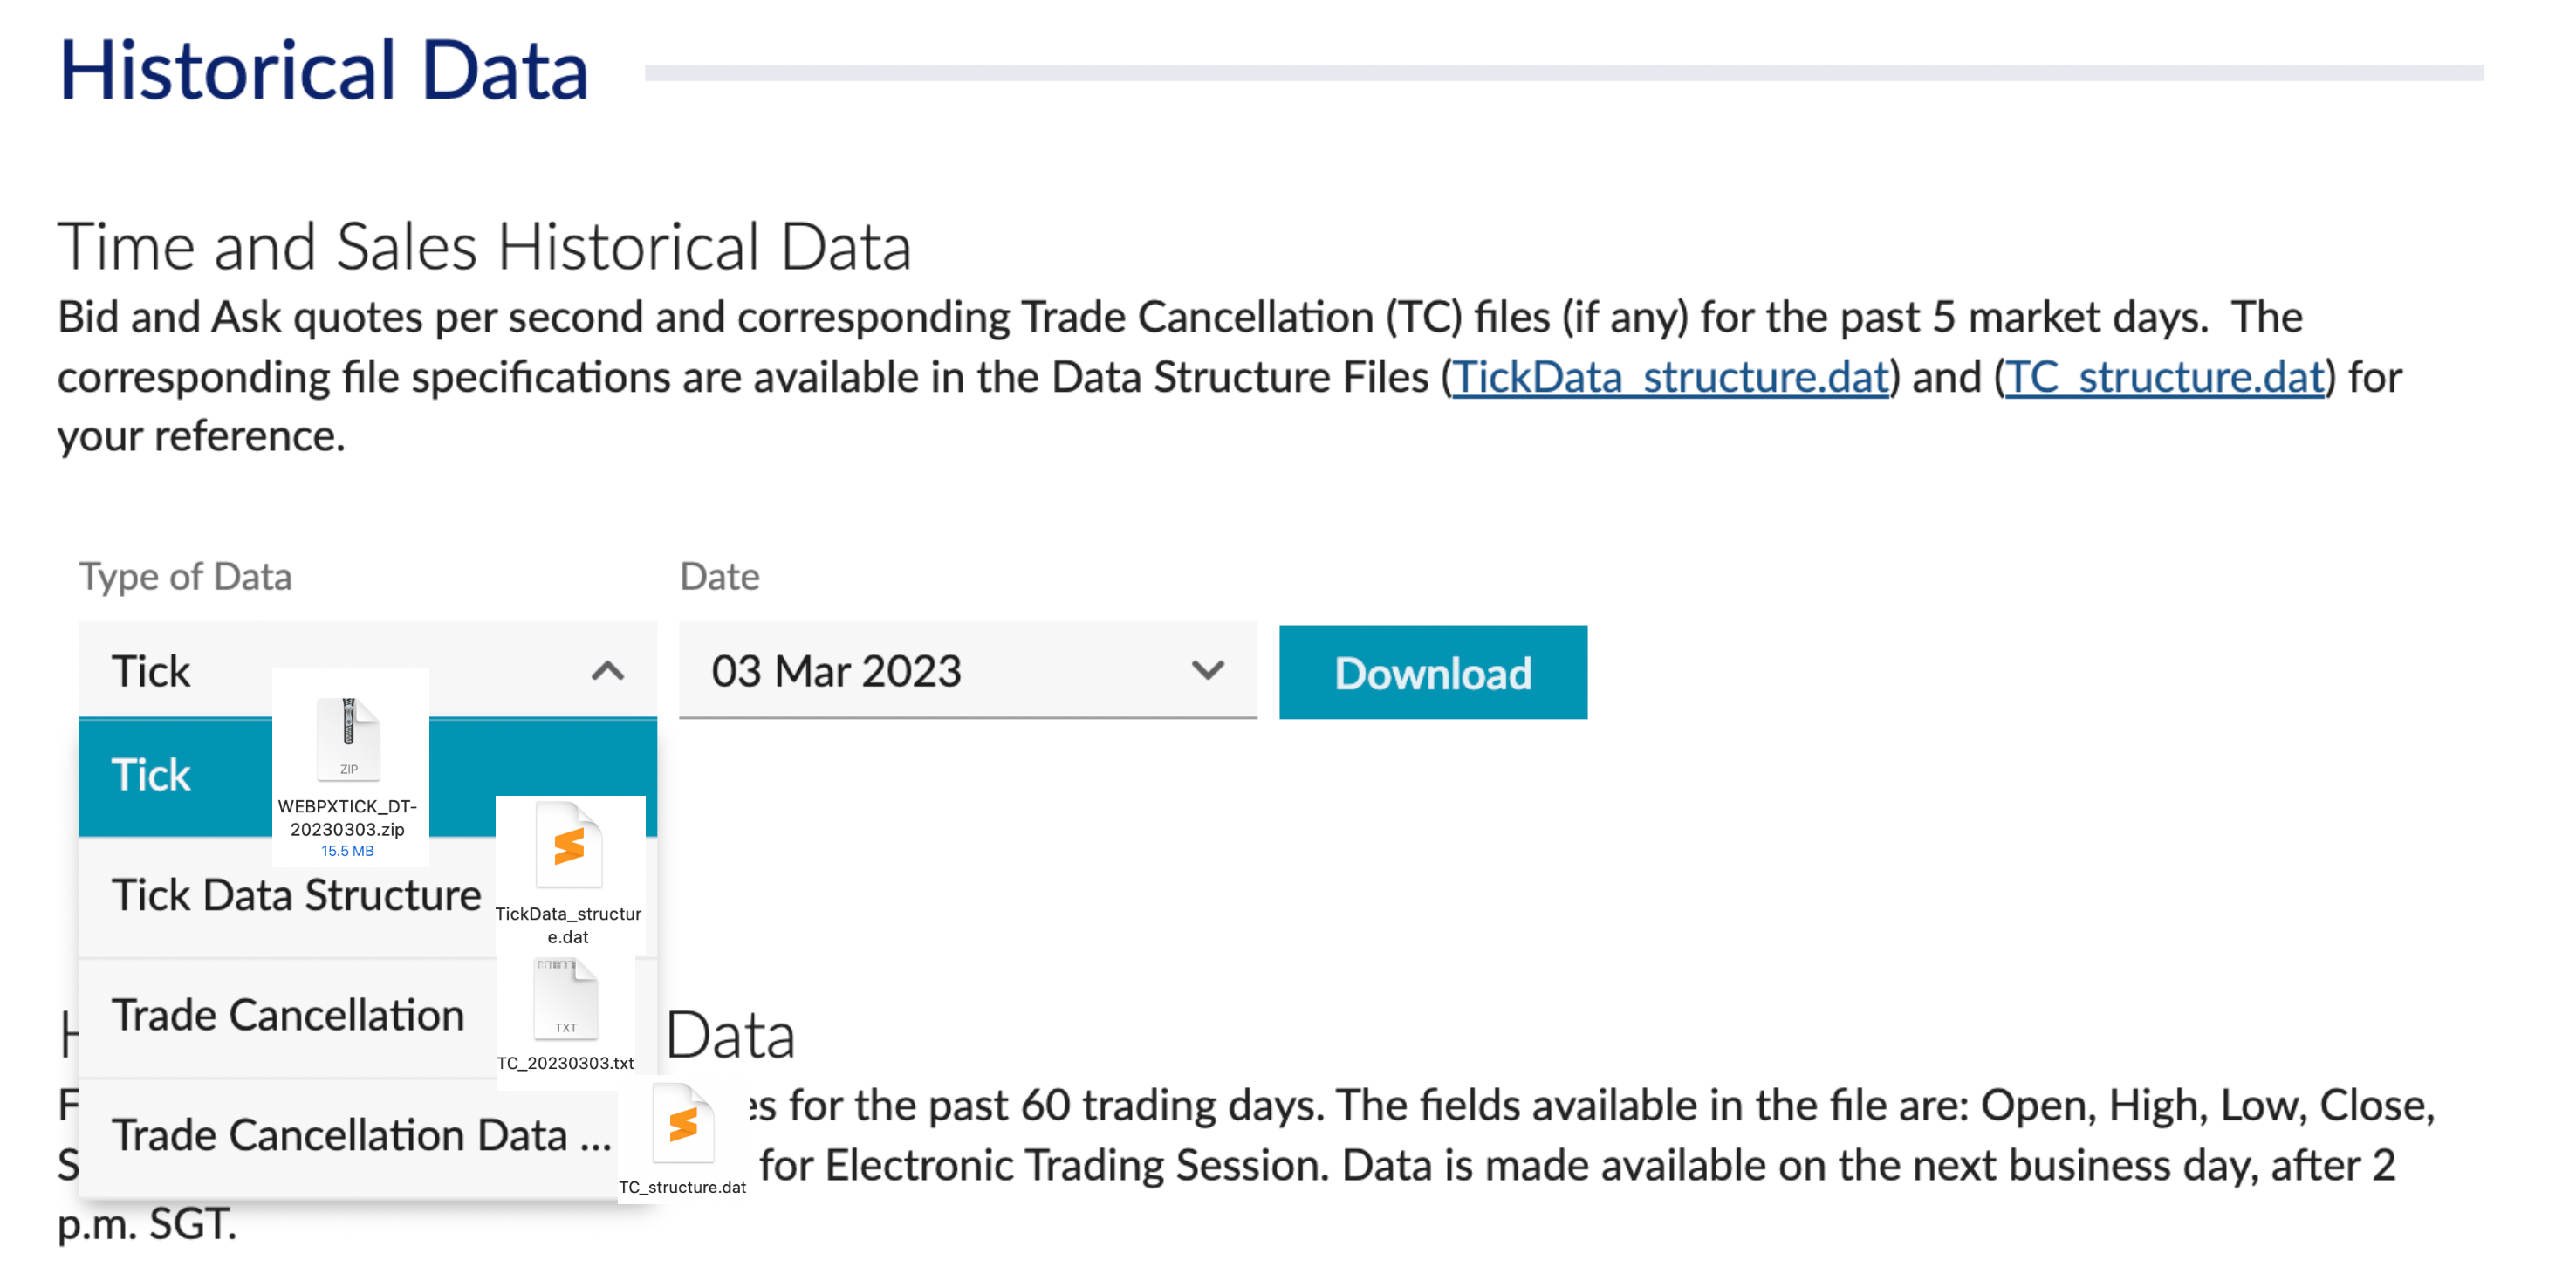 Historical Data
Time and Sales Historical Data
Bid and Ask quotes per second and corresponding Trade Cancellation (TC) files (if any) for the past 5 market days.  The
corresponding file specifications are available in the Data Structure Files (TickData_structure.dat) and (TC_structure.dat) for
your reference.
Type of Data
Date
Tick
03 Mar 2023
Download
Tick
ZIP
WEBPXTICK_DT-
20230303.zip
15.5 MB
Tick Data Structure
TickData_structur
e.dat
Trade Cancellation
TXT
TC_20230303.txt
Trade Cancellation Data ...
TC_structure.dat
Data
for the past 60 trading days. The fields available in the file are: Open, High, Low, Close,
for Electronic Trading Session. Data is made available on the next business day, after 2
p.m. SGT.